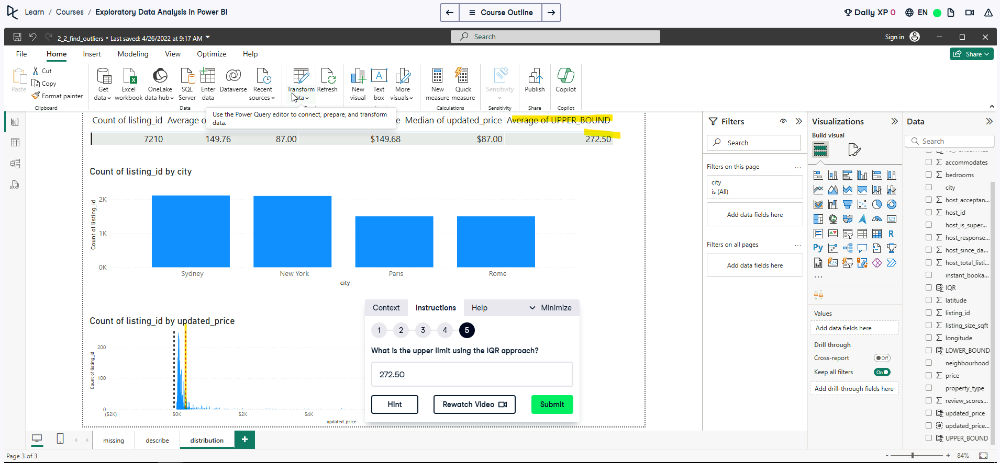 Learn / Courses / Exploratory Data Analysis in Power BI
Course Outline
Daily XP 0
EN
2_2_find_outliers • Last saved: 4/26/2022 at 9:17 AM
Search
Sign in
File Home Insert Modeling View Optimize Help
Share
Paste
Cut
Copy
Format painter
Clipboard
Get data
Excel workbook
OneLake data hub
SQL Server
Enter data
Dataverse
Recent sources
Data
Transform data
Refresh
New visual
Text box
More visuals
New measure
Quick measure
Calculations
Sensitivity
Sensitivity
Publish
Share
Copilot
Copilot
Use the Power Query editor to connect, prepare, and transform
data.
Count of listing_id Average o e Median of updated_price Average of UPPER_BOUND
7210 149.76 87.00 $149.68 $87.00 272.50
Count of listing_id by city
Count of listing_id
2K
1K
0K
Sydney New York Paris Rome
city
Count of listing_id by updated_price
Count of listing_id
200
100
0
($2K) $0K $2K $4K
updated_price
Context Instructions Help Minimize
1 2 3 4 5
What is the upper limit using the IQR approach?
272.50
Hint
Rewatch Video
Submit
Filters
Search
Filters on this page ...
city
is (All)
Add data fields here
Filters on all pages ...
Add data fields here
Visualizations
Build visual
123
R
Py
...
Values
Add data fields here
Drill through
Cross-report Off
Keep all filters On
Add drill-through fields here
Data
Search
accommodates
bedrooms
city
host_acceptan...
host_id
host_is_super...
host_response...
host_since_da...
host_total_listi...
instant_booka...
IQR
latitude
listing_id
listing_size_sqft
longitude
LOWER_BOUND
neighbourhood
price
property_type
review_scores...
updated_price
updated_price...
UPPER_BOUND
missing describe distribution +
Page 3 of 3
- + 84%